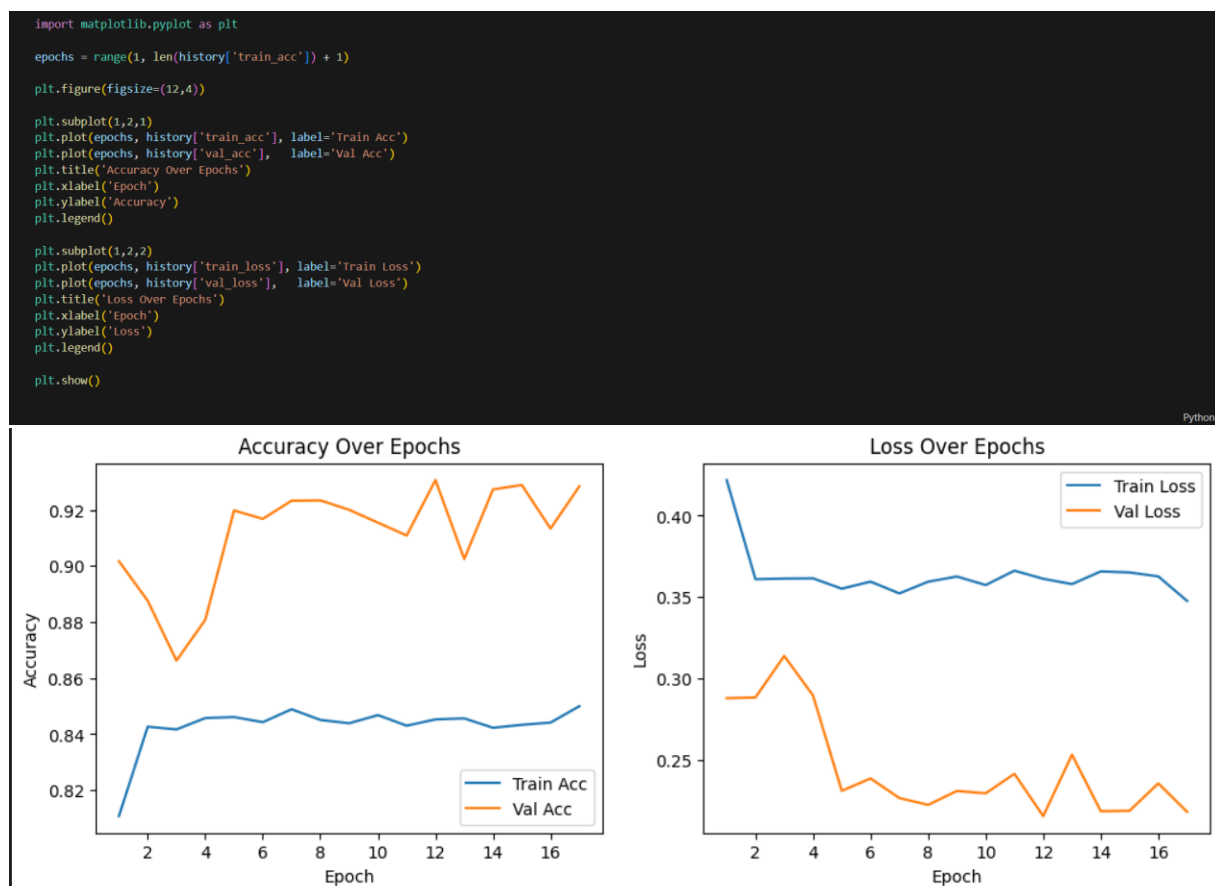 import matplotlib.pyplot as plt
epochs = range(1, len(history['train_acc']) + 1)
plt.figure(figsize=(12,4))
plt.subplot(1,2,1)
plt.plot(epochs, history['train_acc'], label='Train Acc')
plt.plot(epochs, history['val_acc'],   label='Val Acc')
plt.title('Accuracy Over Epochs')
plt.xlabel('Epoch')
plt.ylabel('Accuracy')
plt.legend()
plt.subplot(1,2,2)
plt.plot(epochs, history['train_loss'], label='Train Loss')
plt.plot(epochs, history['val_loss'],   label='Val Loss')
plt.title('Loss Over Epochs')
plt.xlabel('Epoch')
plt.ylabel('Loss')
plt.legend()
plt.show()
Python
Accuracy Over Epochs
0.92
0.90
0.88
0.86
0.84
0.82
Accuracy
Train Acc
Val Acc
2 4 6 8 10 12 14 16
Epoch
Loss Over Epochs
Train Loss
Val Loss
0.40
0.35
0.30
0.25
Loss
2 4 6 8 10 12 14 16
Epoch